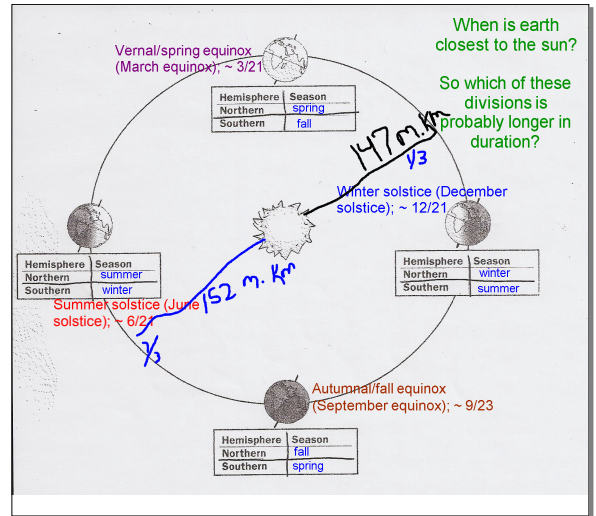 When is earth
closest to the sun?
So which of these
divisions is
probably longer in
duration?
Vernal/spring equinox
(March equinox); ~ 3/21
Hemisphere Season
Northern spring
Southern fall
147 m. Km
1/3
Winter solstice (December
solstice); ~ 12/21
Hemisphere Season
Northern summer
Southern winter
Summer solstice (June
solstice); ~ 6/21
152 m. Km
7/3
Hemisphere Season
Northern winter
Southern summer
Autumnal/fall equinox
(September equinox); ~ 9/23
Hemisphere Season
Northern fall
Southern spring